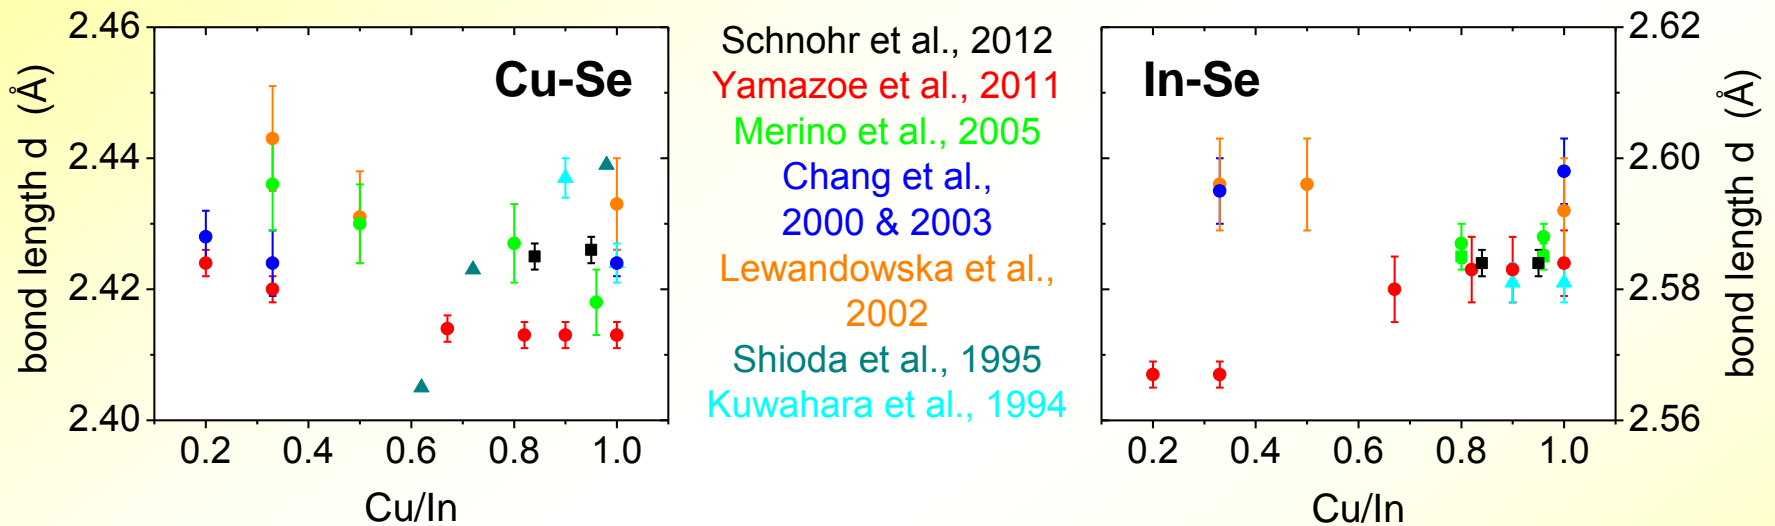 2.46
2.44
2.42
2.40
bond length d (Å)
Cu-Se
0.2 0.4 0.6 0.8 1.0
Cu/In
Schnohr et al., 2012
Yamazoe et al., 2011
Merino et al., 2005
Chang et al.,
2000 & 2003
Lewandowska et al.,
2002
Shioda et al., 1995
Kuwahara et al., 1994
In-Se
2.62
2.60
2.58
2.56
bond length d (Å)
0.2 0.4 0.6 0.8 1.0
Cu/In